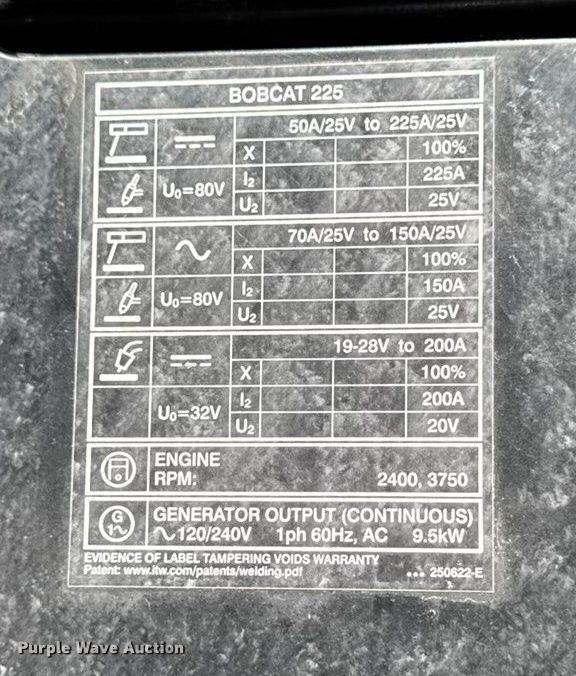 BOBCAT 225
50A/25V to 225A/25V
X 100%
U₀=80V I₂ 225A
U₂ 25V
70A/25V to 150A/25V
X 100%
U₀=80V I₂ 150A
U₂ 25V
19-28V to 200A
X 100%
U₀=32V I₂ 200A
U₂ 20V
ENGINE
RPM: 2400, 3750
G
1~ GENERATOR OUTPUT (CONTINUOUS)
~120/240V 1ph 60Hz, AC 9.5kW
EVIDENCE OF LABEL TAMPERING VOIDS WARRANTY
Patent: www.itw.com/patents/welding.pdf 250622-E
Purple Wave Auction